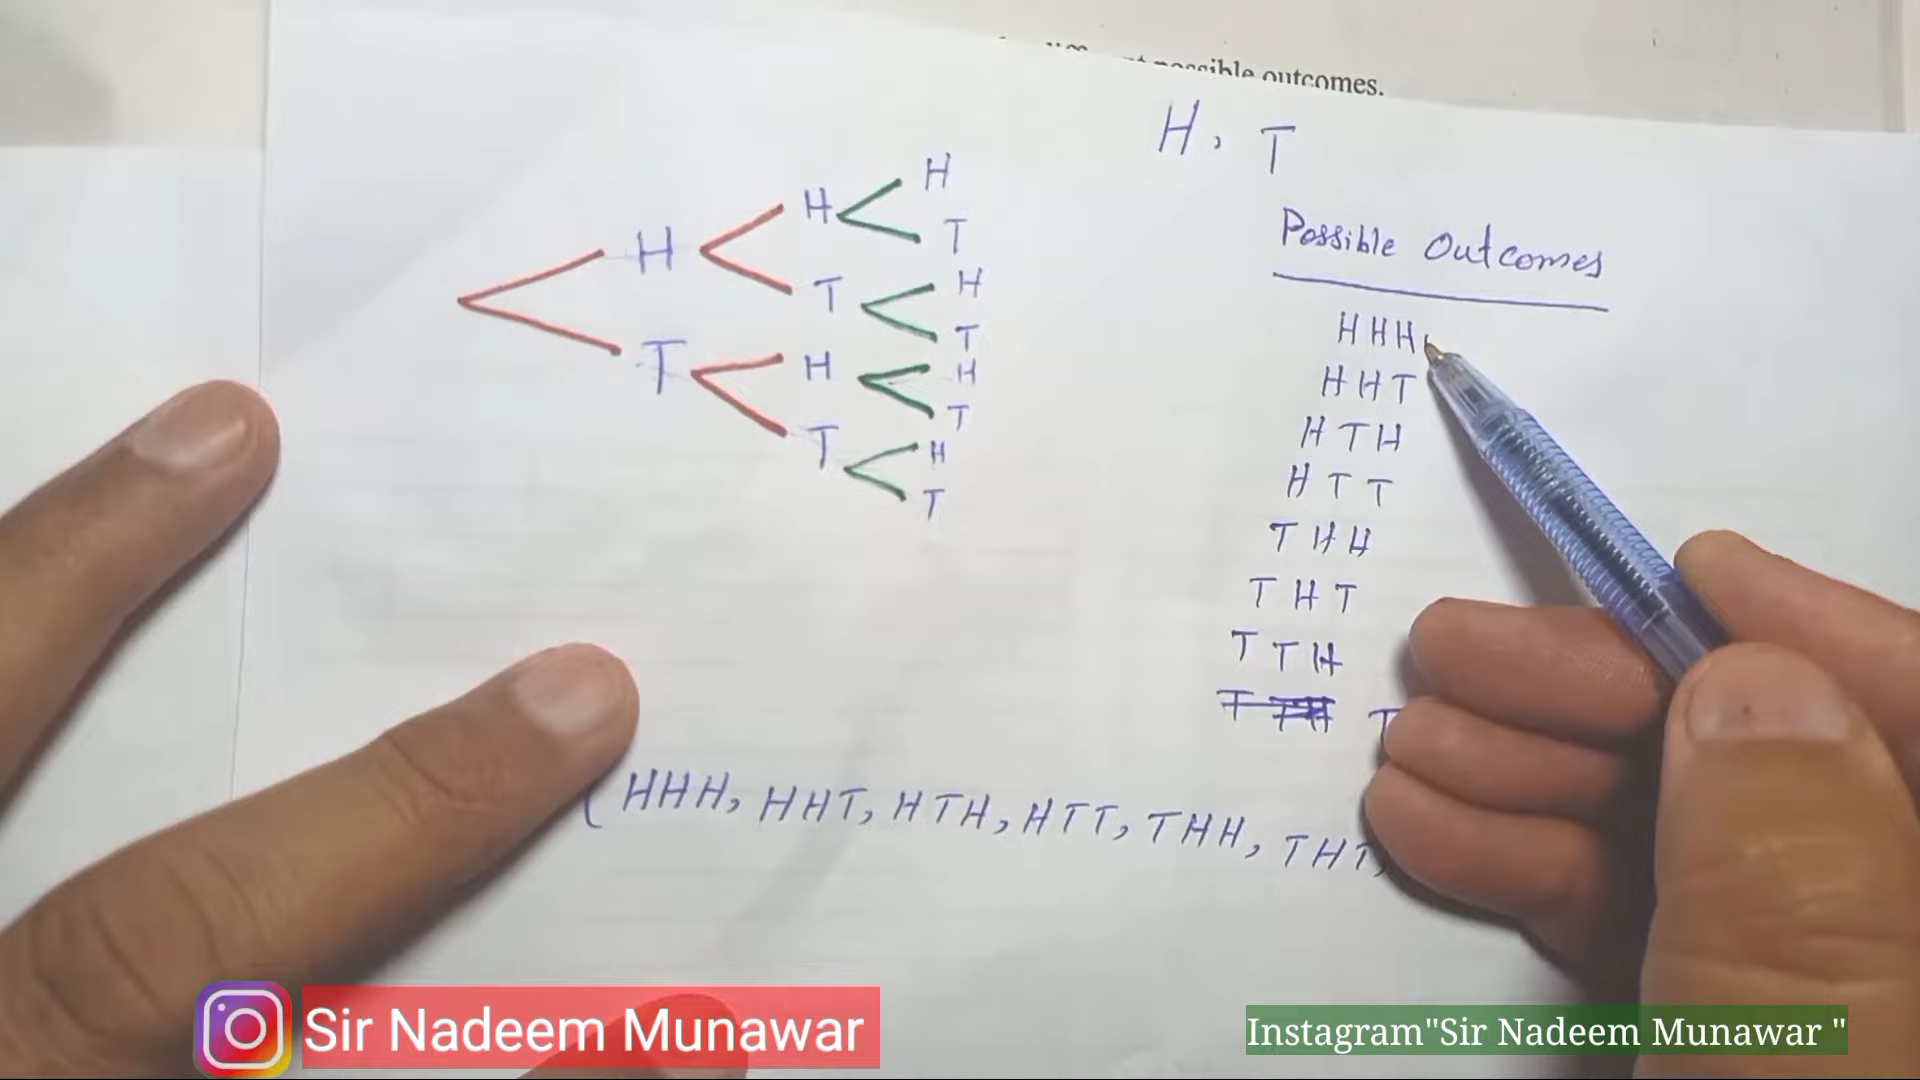 possible outcomes.
H, T
H
H
T
H
T
H
T
H
T
H
T
H
T
H
T
Possible Outcomes
HHH
HHT
HTH
HTT
THH
THT
TTH
T
(HHH, HHT, HTH, HTT, THH, THT,
Sir Nadeem Munawar
Instagram"Sir Nadeem Munawar "